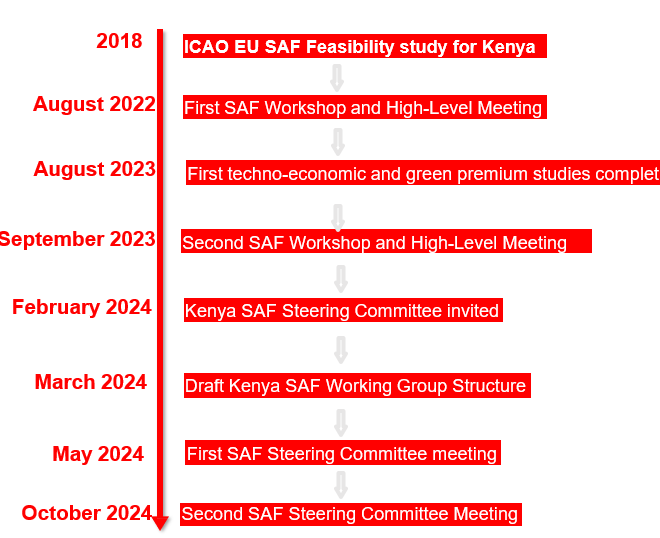 2018 ICAO EU SAF Feasibility study for Kenya
August 2022 First SAF Workshop and High-Level Meeting
August 2023 First techno-economic and green premium studies complet
September 2023 Second SAF Workshop and High-Level Meeting
February 2024 Kenya SAF Steering Committee invited
March 2024 Draft Kenya SAF Working Group Structure
May 2024 First SAF Steering Committee meeting
October 2024 Second SAF Steering Committee Meeting